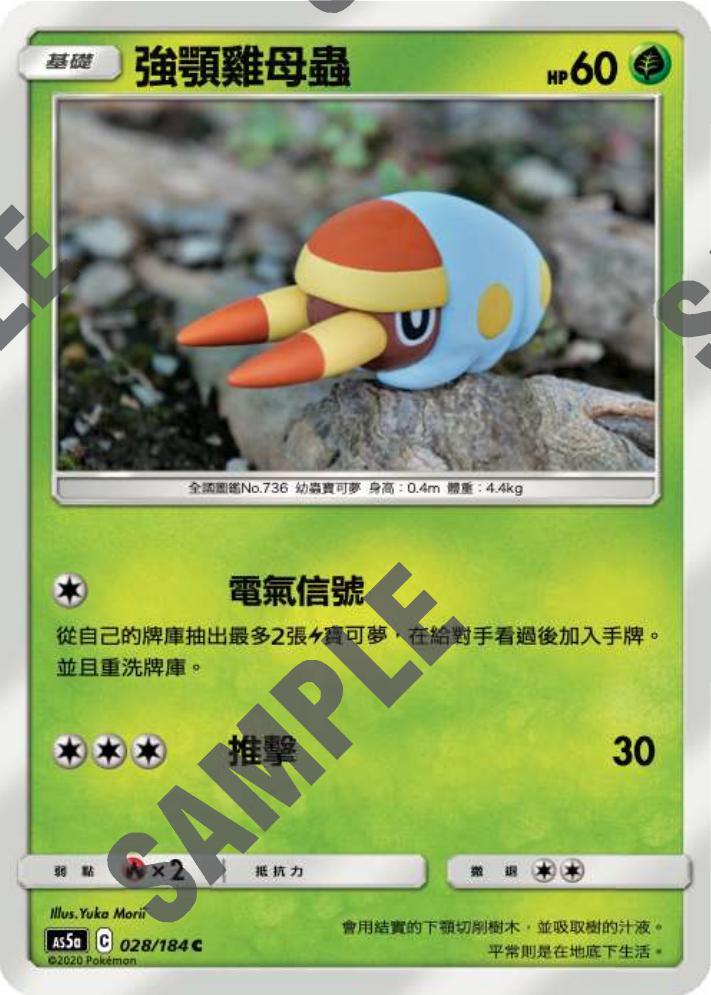 基礎 強顎雞母蟲 HP60
全國圖鑑No.736 幼蟲寶可夢 身高：0.4m 體重：4.4kg
電氣信號
從自己的牌庫抽出最多2張寶可夢，在給對手看過後加入手牌。
並且重洗牌庫。
推擊 30
弱點 ×2 抵抗力 撤退
Illus.Yuka Morii
AS5a C 028/184 C
©2020 Pokémon
會用結實的下顎切削樹木，並吸取樹的汁液。
平常則是在地底下生活。
SAMPLE